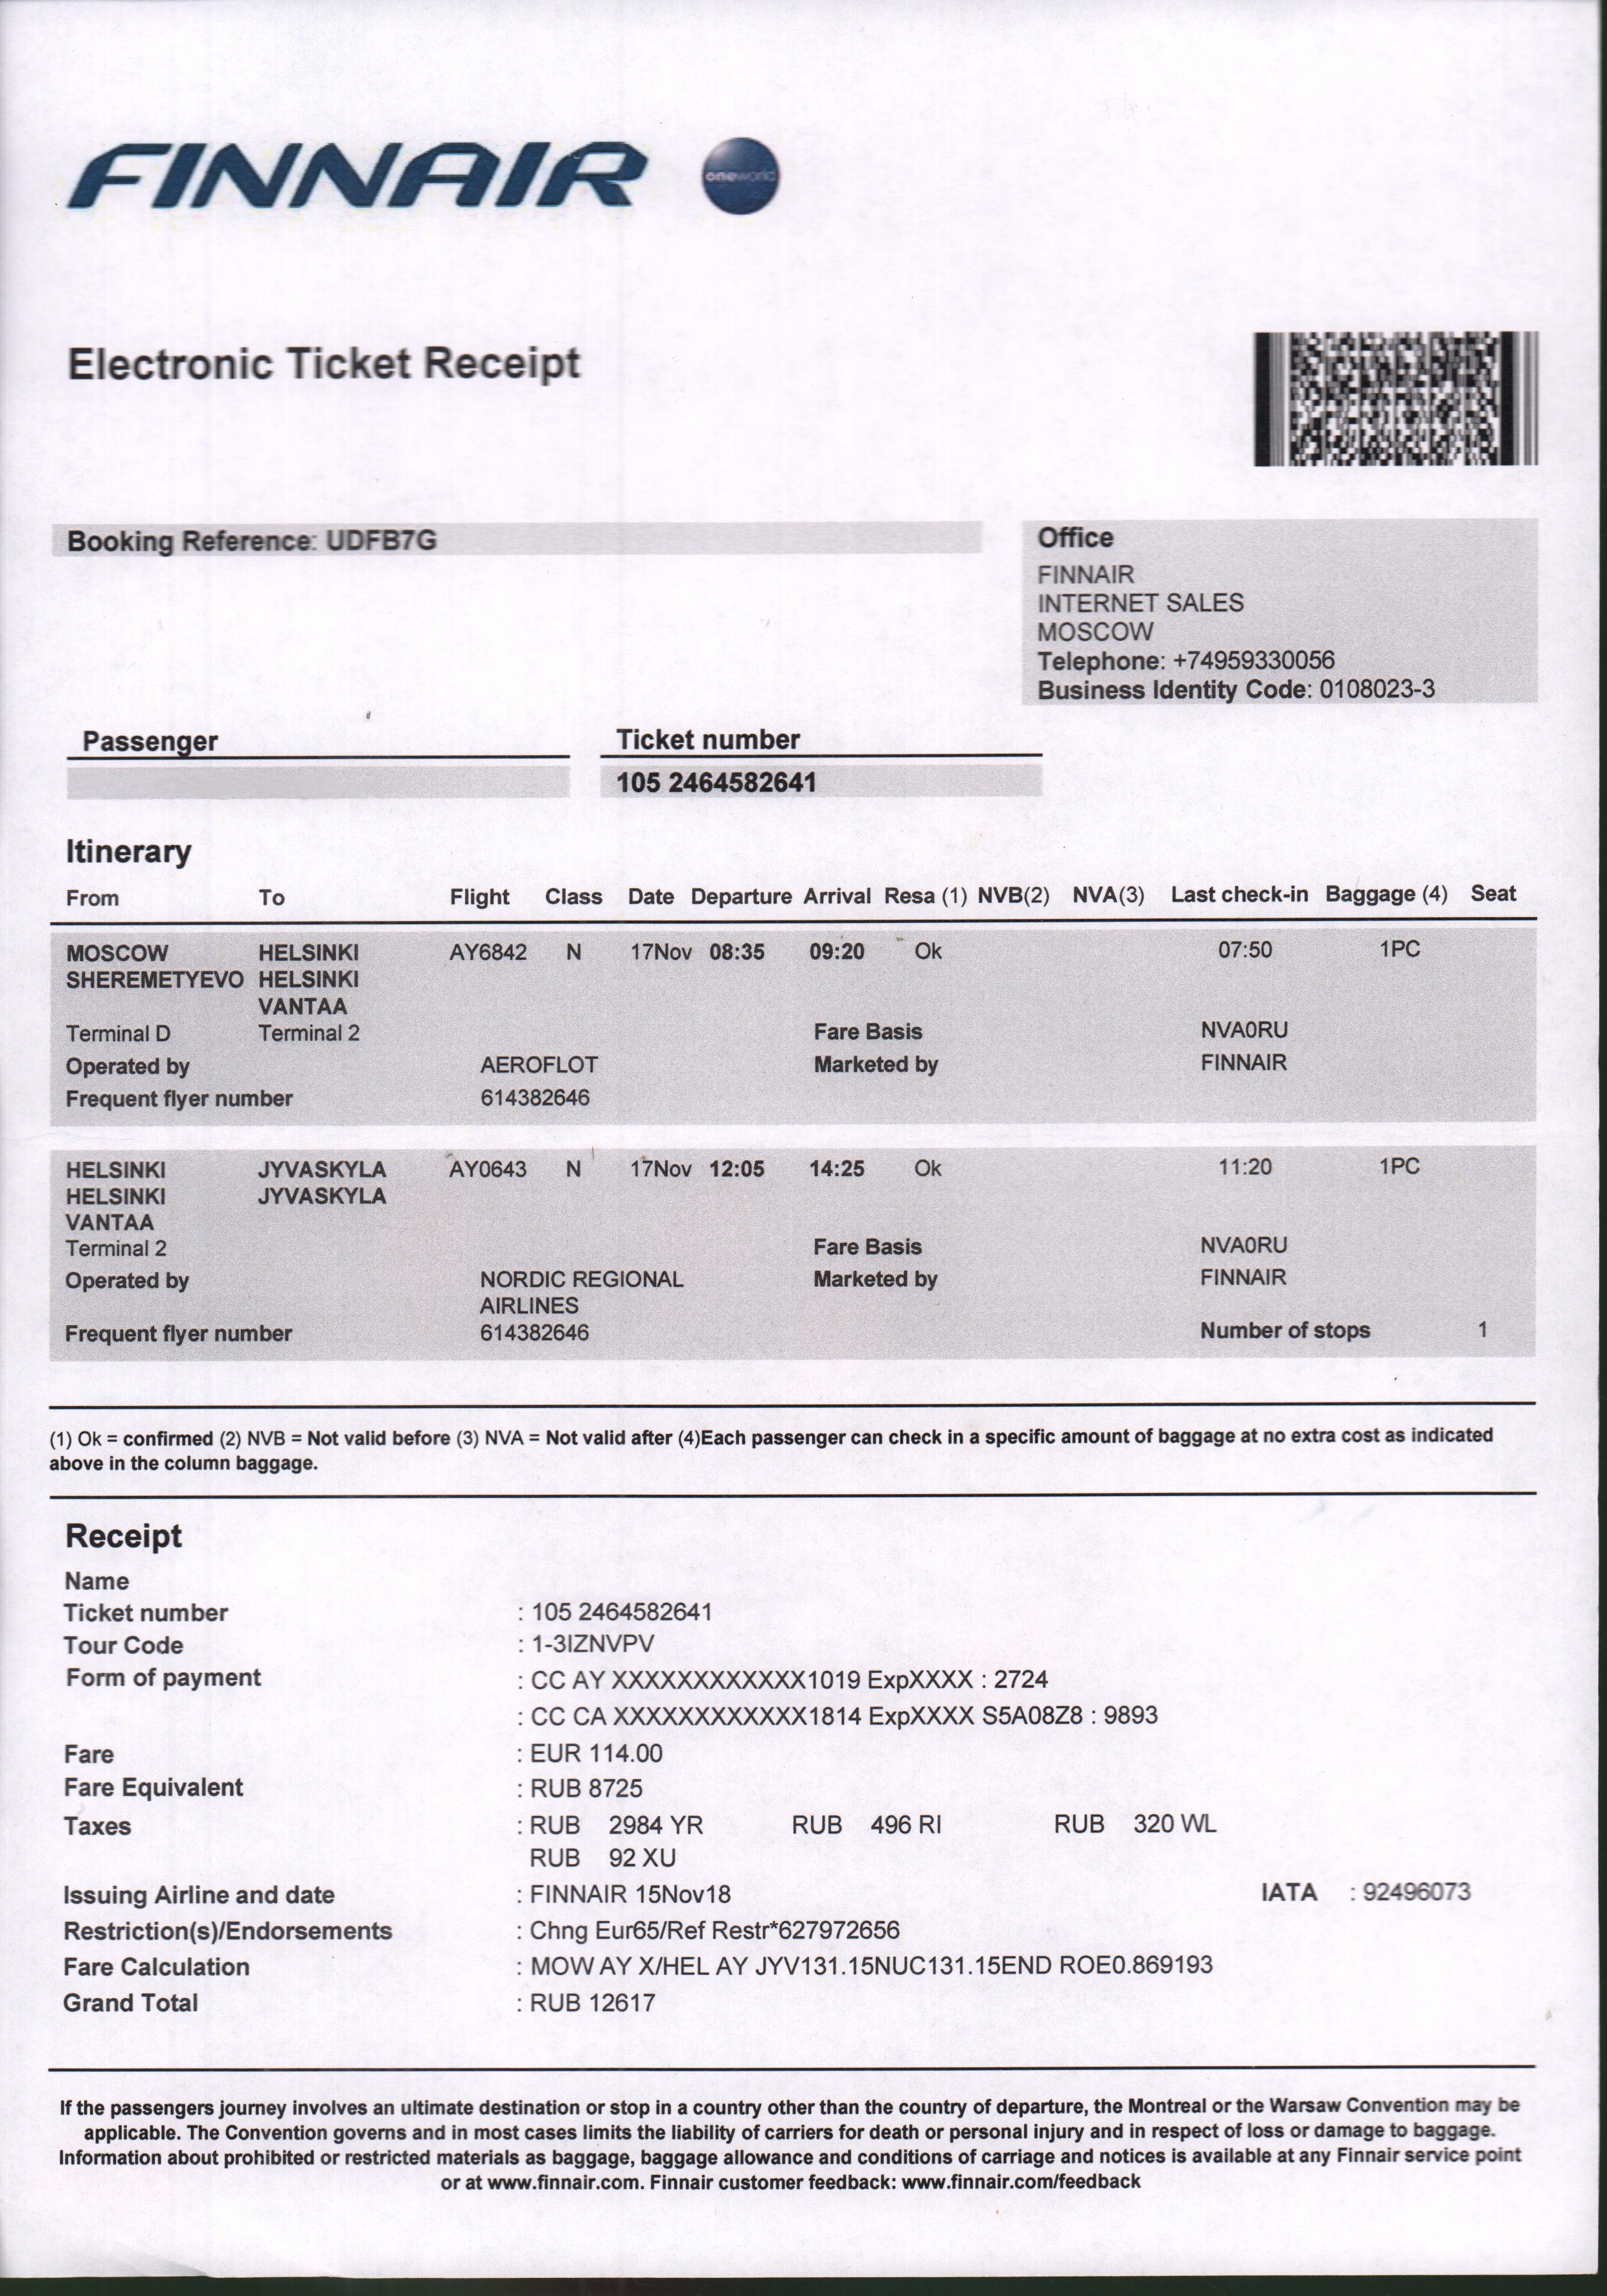 FINNAIR oneworld
Electronic Ticket Receipt
Booking Reference: UDFB7G
Office
FINNAIR
INTERNET SALES
MOSCOW
Telephone: +74959330056
Business Identity Code: 0108023-3
Passenger Ticket number
105 2464582641
Itinerary
From To Flight Class Date Departure Arrival Resa (1) NVB(2) NVA(3) Last check-in Baggage (4) Seat
MOSCOW HELSINKI AY6842 N 17Nov 08:35 09:20 Ok 07:50 1PC
SHEREMETYEVO HELSINKI
VANTAA
Terminal D Terminal 2 Fare Basis NVA0RU
Operated by AEROFLOT Marketed by FINNAIR
Frequent flyer number 614382646
HELSINKI JYVASKYLA AY0643 N 17Nov 12:05 14:25 Ok 11:20 1PC
HELSINKI JYVASKYLA
VANTAA
Terminal 2 Fare Basis NVA0RU
Operated by NORDIC REGIONAL Marketed by FINNAIR
AIRLINES
Frequent flyer number 614382646 Number of stops 1
(1) Ok = confirmed (2) NVB = Not valid before (3) NVA = Not valid after (4)Each passenger can check in a specific amount of baggage at no extra cost as indicated
above in the column baggage.
Receipt
Name
Ticket number : 105 2464582641
Tour Code : 1-3IZNVPV
Form of payment : CC AY XXXXXXXXXXXX1019 ExpXXXX : 2724
: CC CA XXXXXXXXXXXX1814 ExpXXXX S5A08Z8 : 9893
Fare : EUR 114.00
Fare Equivalent : RUB 8725
Taxes : RUB 2984 YR RUB 496 RI RUB 320 WL
RUB 92 XU
Issuing Airline and date : FINNAIR 15Nov18 IATA : 92496073
Restriction(s)/Endorsements : Chng Eur65/Ref Restr*627972656
Fare Calculation : MOW AY X/HEL AY JYV131.15NUC131.15END ROE0.869193
Grand Total : RUB 12617
If the passengers journey involves an ultimate destination or stop in a country other than the country of departure, the Montreal or the Warsaw Convention may be
applicable. The Convention governs and in most cases limits the liability of carriers for death or personal injury and in respect of loss or damage to baggage.
Information about prohibited or restricted materials as baggage, baggage allowance and conditions of carriage and notices is available at any Finnair service point
or at www.finnair.com. Finnair customer feedback: www.finnair.com/feedback